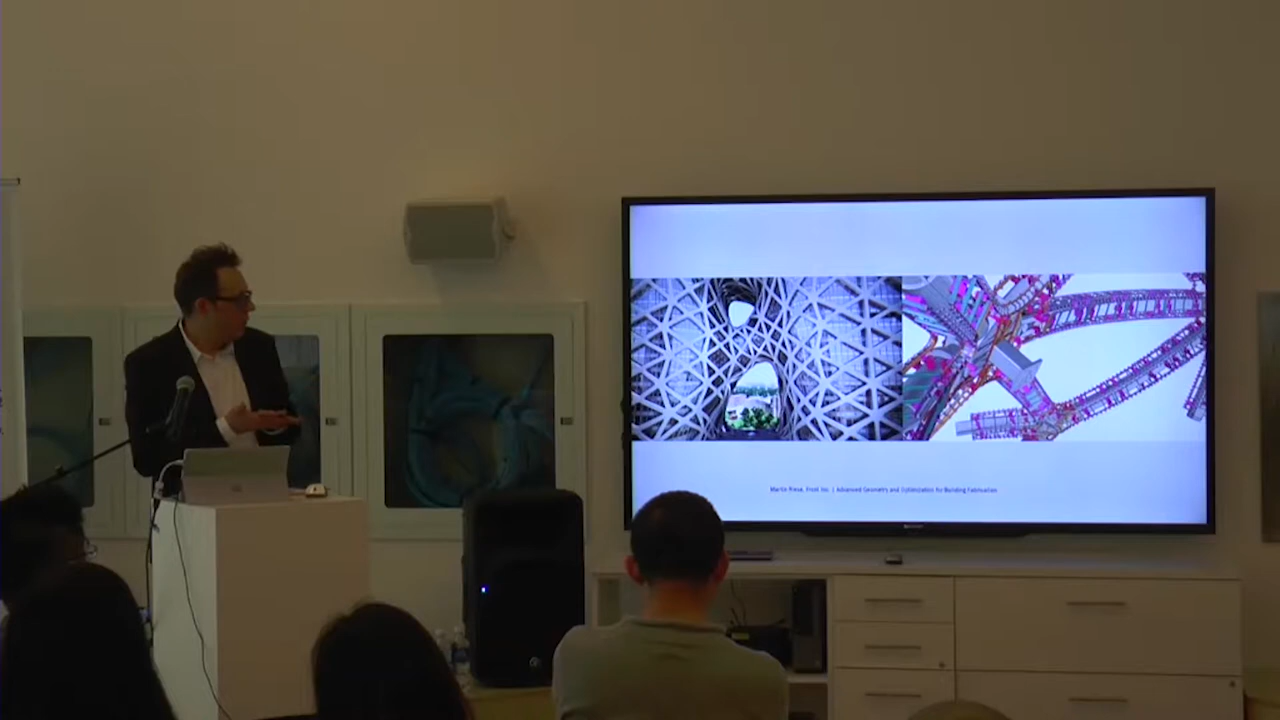 Martin Riese, Front Inc. | Advanced Geometry and Optimization for Building Fabrication